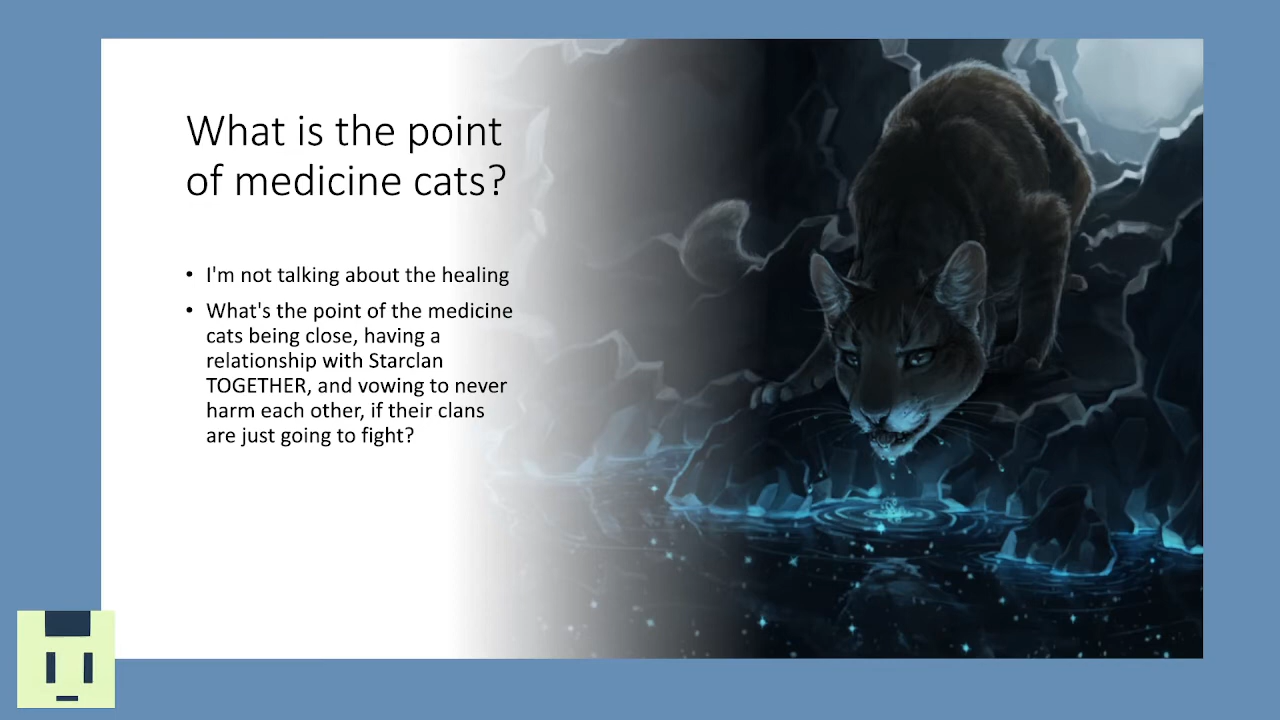 What is the point
of medicine cats?
• I'm not talking about the healing
• What's the point of the medicine
cats being close, having a
relationship with Starclan
TOGETHER, and vowing to never
harm each other, if their clans
are just going to fight?